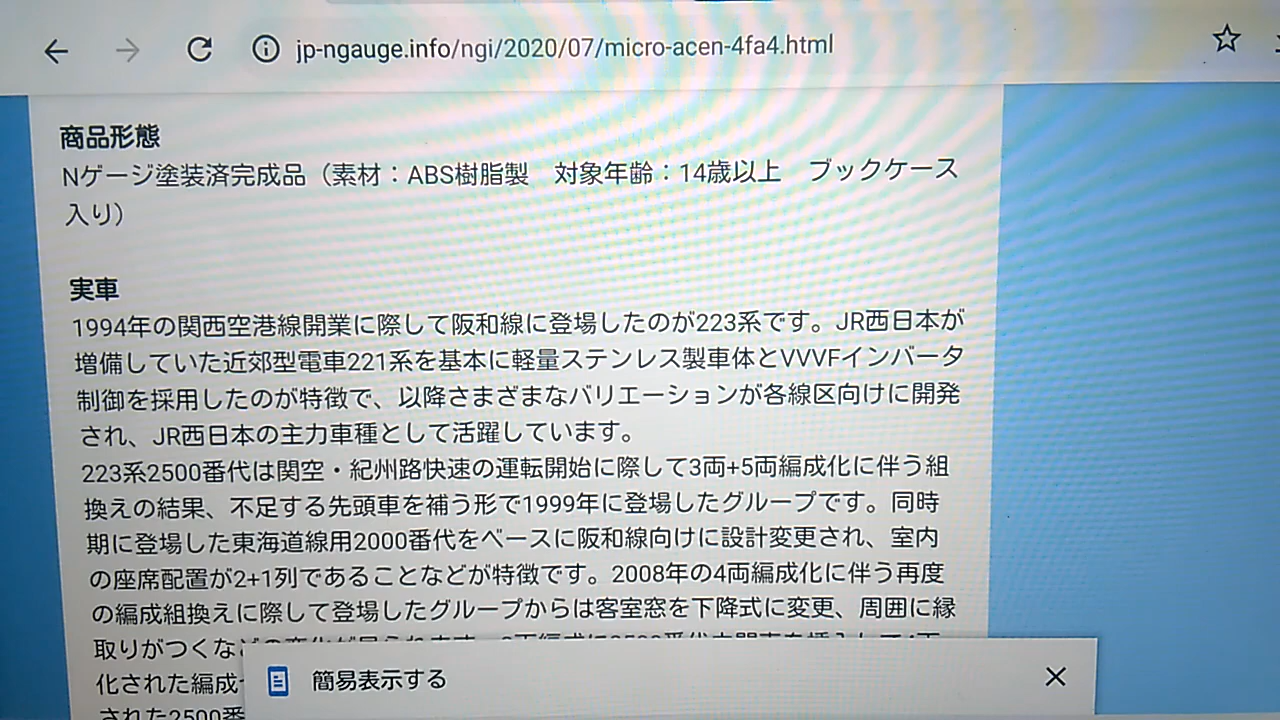 jp-ngauge.info/ngi/2020/07/micro-acen-4fa4.html
商品形態
Nゲージ塗装済完成品（素材：ABS樹脂製　対象年齢：14歳以上　ブックケース
入り）
実車
1994年の関西空港線開業に際して阪和線に登場したのが223系です。JR西日本が
増備していた近郊型電車221系を基本に軽量ステンレス製車体とVVVFインバータ
制御を採用したのが特徴で、以降さまざまなバリエーションが各線区向けに開発
され、JR西日本の主力車種として活躍しています。
223系2500番代は関空・紀州路快速の運転開始に際して3両+5両編成化に伴う組
換えの結果、不足する先頭車を補う形で1999年に登場したグループです。同時
期に登場した東海道線用2000番代をベースに阪和線向けに設計変更され、室内
の座席配置が2+1列であることなどが特徴です。2008年の4両編成化に伴う再度
の編成組換えに際して登場したグループからは客室窓を下降式に変更、周囲に縁
取りがつくなど
化された編成
簡易表示する
された2500番